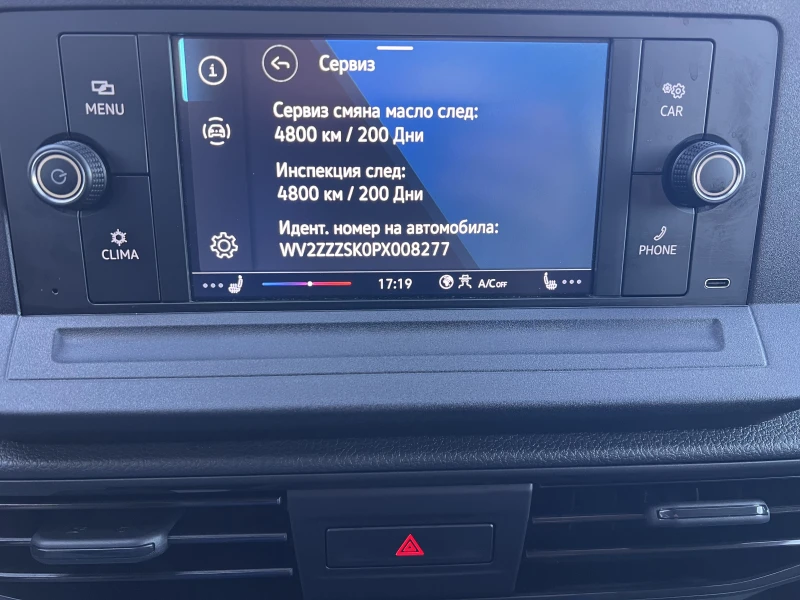 MENU
CLIMA
Сервиз
Сервиз смяна масло след:
4800 км / 200 Дни
Инспекция след:
4800 км / 200 Дни
Идент. номер на автомобила:
WV2ZZZSK0PX008277
17:19
A/C OFF
CAR
PHONE